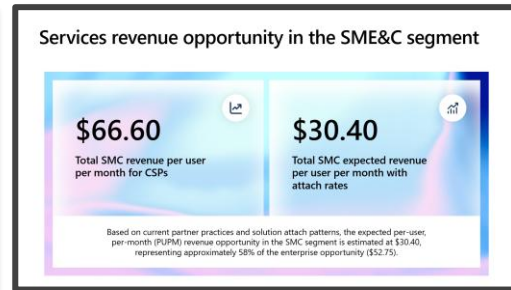 Services revenue opportunity in the SME&C segment
$66.60
Total SMC revenue per user
per month for CSPs
$30.40
Total SMC expected revenue
per user per month with
attach rates
Based on current partner practices and solution attach patterns, the expected per-user,
per-month (PUPM) revenue opportunity in the SMC segment is estimated at $30.40,
representing approximately 58% of the enterprise opportunity ($52.75).